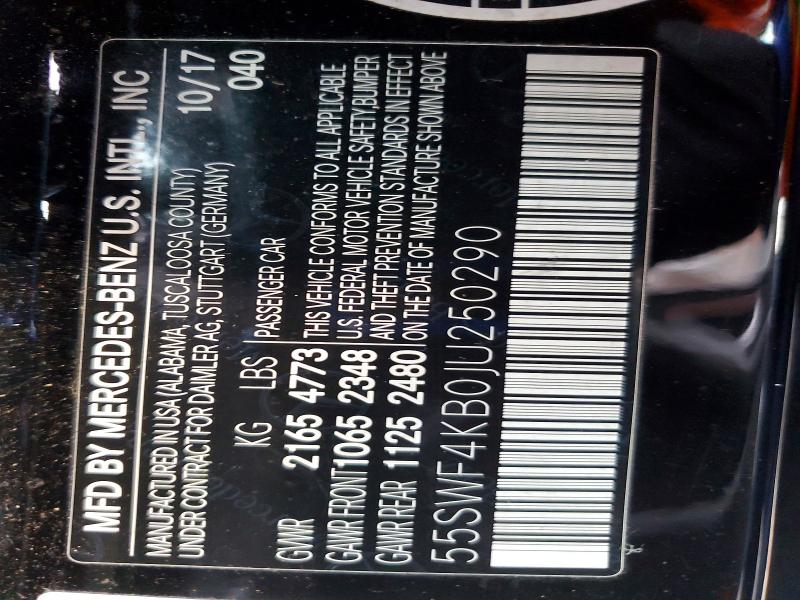 MFD BY MERCEDES-BENZ U.S. INTL., INC
MANUFACTURED IN USA (ALABAMA, TUSCALOOSA COUNTY) 10/17
UNDER CONTRACT FOR DAIMLER AG, STUTTGART (GERMANY) 040
KG LBS PASSENGER CAR
GVWR 2165 4773 THIS VEHICLE CONFORMS TO ALL APPLICABLE
GAWR FRONT 1065 2348 U.S. FEDERAL MOTOR VEHICLE SAFETY, BUMPER
GAWR REAR 1125 2480 AND THEFT PREVENTION STANDARDS IN EFFECT
ON THE DATE OF MANUFACTURE SHOWN ABOVE
55SWF4KB0JU250290